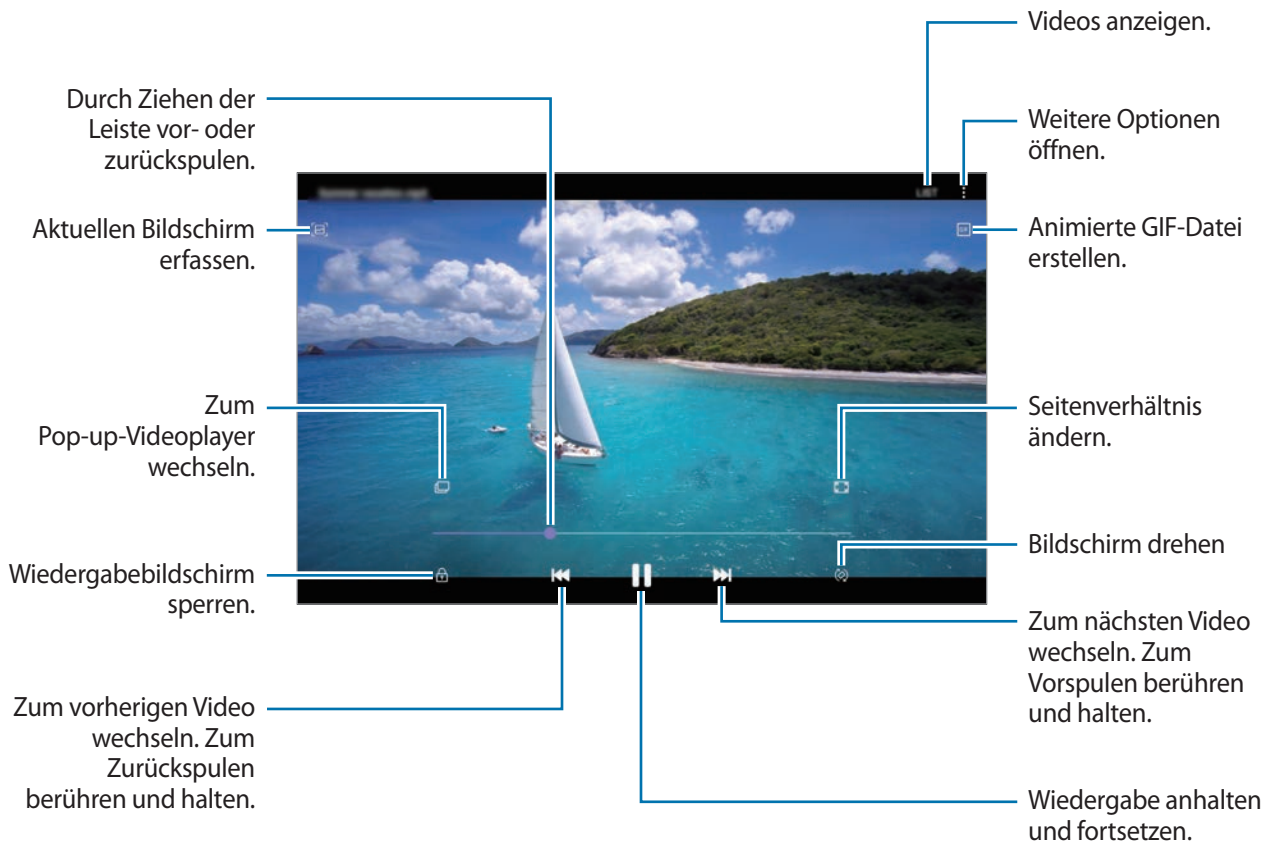 Videos anzeigen.
Durch Ziehen der
Leiste vor- oder
zurückspulen.
Weitere Optionen
öffnen.
LIST
Aktuellen Bildschirm
erfassen.
GIF
Animierte GIF-Datei
erstellen.
Zum
Pop-up-Videoplayer
wechseln.
Seitenverhältnis
ändern.
Wiedergabebildschirm
sperren.
Bildschirm drehen
Zum vorherigen Video
wechseln. Zum
Zurückspulen
berühren und halten.
Zum nächsten Video
wechseln. Zum
Vorspulen berühren
und halten.
Wiedergabe anhalten
und fortsetzen.